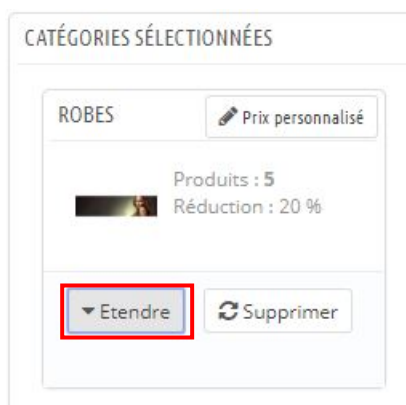 CATÉGORIES SÉLECTIONNÉES
ROBES
Prix personnalisé
Produits : 5
Réduction : 20 %
Etendre
Supprimer